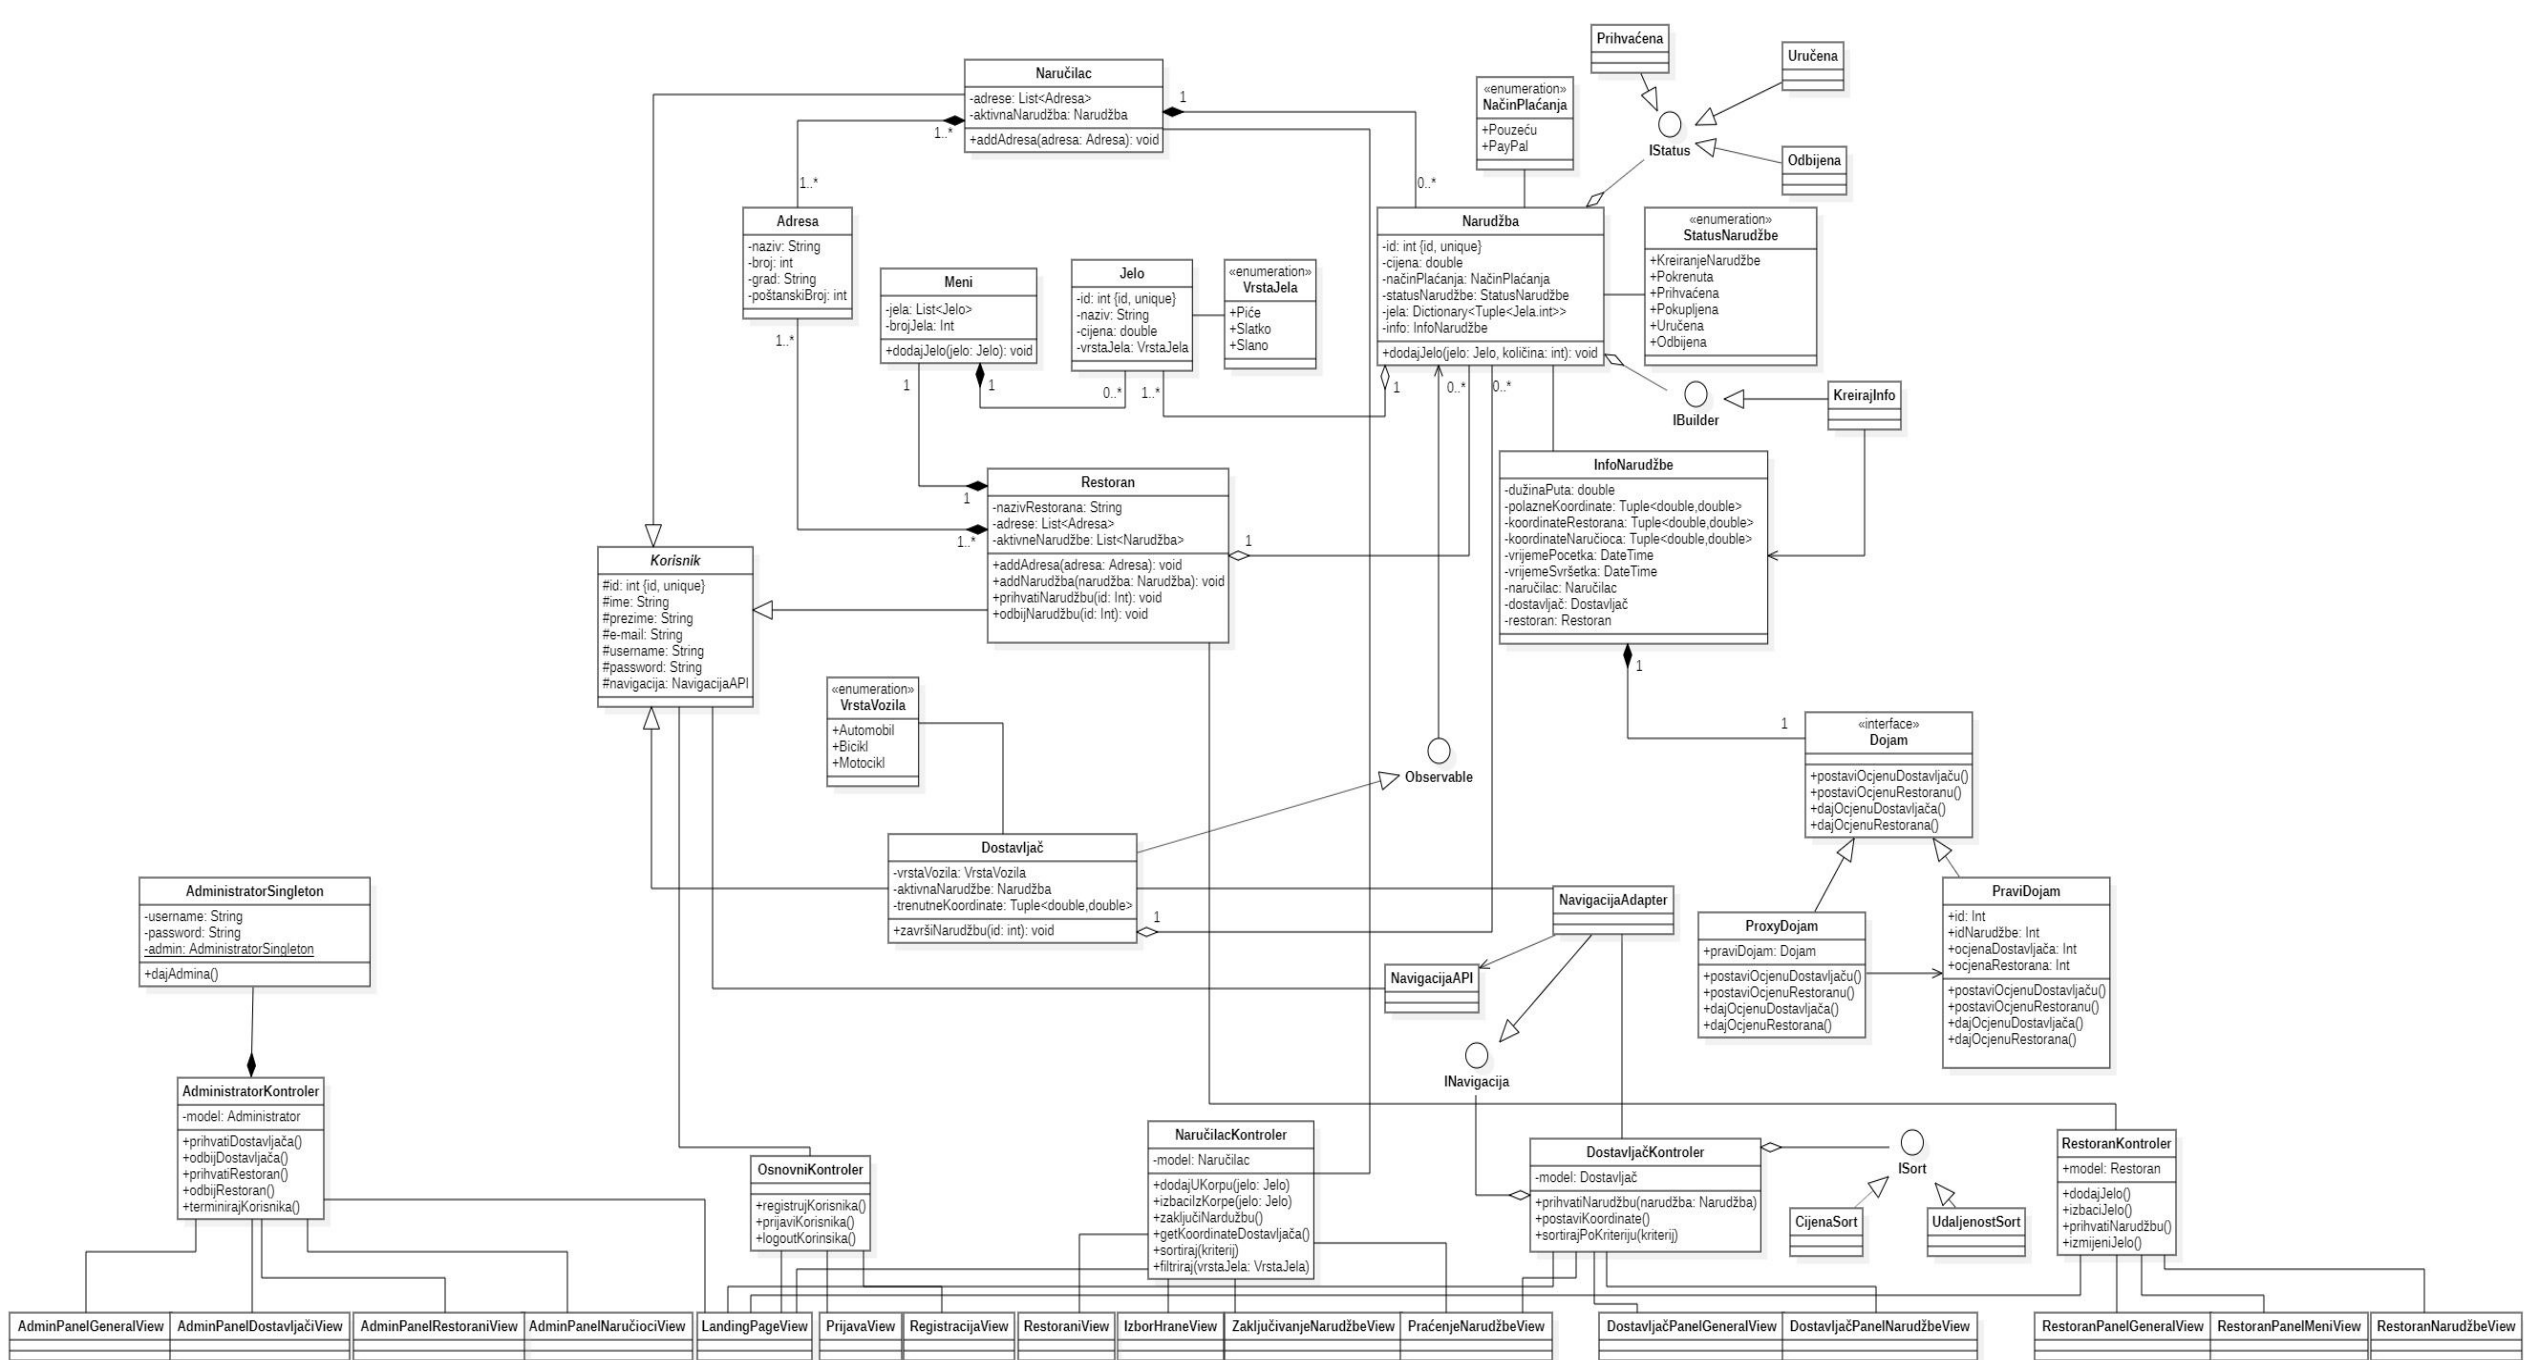 Prihvaćena
Uručena
«enumeration»
NačinPlaćanja
+Pouzeću
+PayPal
IStatus
Odbijena
Naručilac
-adrese: List<Adresa>
-aktivnaNarudžba: Narudžba
+addAdresa(adresa: Adresa): void
1
1..*
1..*
0..*
Adresa
-naziv: String
-broj: int
-grad: String
-poštanskiBroj: int
1..*
Meni
-jela: List<Jelo>
-brojJela: Int
+dodajJelo(jelo: Jelo): void
1
1
Jelo
-id: int {id, unique}
-naziv: String
-cijena: double
-vrstaJela: VrstaJela
0..*
1..*
«enumeration»
VrstaJela
+Piće
+Slatko
+Slano
Narudžba
-id: int {id, unique}
-cijena: double
-načinPlaćanja: NačinPlaćanja
-statusNarudžbe: StatusNarudžbe
-jela: Dictionary<Tuple<Jela.int>>
-info: InfoNarudžbe
+dodajJelo(jelo: Jelo, količina: int): void
1
0..*
0..*
«enumeration»
StatusNarudžbe
+KreiranjeNarudžbe
+Pokrenuta
+Prihvaćena
+Pokupljena
+Uručena
+Odbijena
IBuilder
KreirajInfo
Restoran
-nazivRestorana: String
-adrese: List<Adresa>
-aktivneNarudžbe: List<Narudžba>
+addAdresa(adresa: Adresa): void
+addNarudžba(narudžba: Narudžba): void
+prihvatiNarudžbu(id: Int): void
+odbijNarudžbu(id: Int): void
1
1..*
1
InfoNarudžbe
-dužinaPuta: double
-polazneKoordinate: Tuple<double,double>
-koordinateRestorana: Tuple<double,double>
-koordinateNaručioca: Tuple<double,double>
-vrijemePocetka: DateTime
-vrijemeSvršetka: DateTime
-naručilac: Naručilac
-dostavljač: Dostavljač
-restoran: Restoran
1
1
Korisnik
#id: int {id, unique}
#ime: String
#prezime: String
#e-mail: String
#username: String
#password: String
#navigacija: NavigacijaAPI
«enumeration»
VrstaVozila
+Automobil
+Bicikl
+Motocikl
Observable
«interface»
Dojam
+postaviOcjenuDostavljaču()
+postaviOcjenuRestoranu()
+dajOcjenuDostavljača()
+dajOcjenuRestorana()
Dostavljač
-vrstaVozila: VrstaVozila
-aktivnaNarudžbe: Narudžba
-trenutneKoordinate: Tuple<double,double>
+završiNarudžbu(id: int): void
1
AdministratorSingleton
-username: String
-password: String
-admin: AdministratorSingleton
+dajAdmina()
NavigacijaAdapter
NavigacijaAPI
INavigacija
ProxyDojam
+praviDojam: Dojam
+postaviOcjenuDostavljaču()
+postaviOcjenuRestoranu()
+dajOcjenuDostavljača()
+dajOcjenuRestorana()
PraviDojam
+id: Int
+idNarudžbe: Int
+ocjenaDostavljača: Int
+ocjenaRestorana: Int
+postaviOcjenuDostavljaču()
+postaviOcjenuRestoranu()
+dajOcjenuDostavljača()
+dajOcjenuRestorana()
AdministratorKontroler
-model: Administrator
+prihvatiDostavljača()
+odbijDostavljača()
+prihvatiRestoran()
+odbijRestoran()
+terminirajKorisnika()
OsnovniKontroler
+registrujKorisnika()
+prijaviKorisnika()
+logoutKorinsika()
NaručilacKontroler
-model: Naručilac
+dodajUKorpu(jelo: Jelo)
+izbaciIzKorpe(jelo: Jelo)
+zaključiNardužbu()
+getKoordinateDostavljača()
+sortiraj(kriterij)
+filtriraj(vrstaJela: VrstaJela)
DostavljačKontroler
-model: Dostavljač
+prihvatiNarudžbu(narudžba: Narudžba)
+postaviKoordinate()
+sortirajPoKriteriju(kriterij)
ISort
CijenaSort
UdaljenostSort
RestoranKontroler
+model: Restoran
+dodajJelo()
+izbaciJelo()
+prihvatiNarudžbu()
+izmijeniJelo()
AdminPanelGeneralView
AdminPanelDostavljačiView
AdminPanelRestoraniView
AdminPanelNaručiociView
LandingPageView
PrijavaView
RegistracijaView
RestoraniView
IzborHraneView
ZaključivanjeNarudžbeView
PraćenjeNarudžbeView
DostavljačPanelGeneralView
DostavljačPanelNarudžbeView
RestoranPanelGeneralView
RestoranPanelMeniView
RestoranNarudžbeView